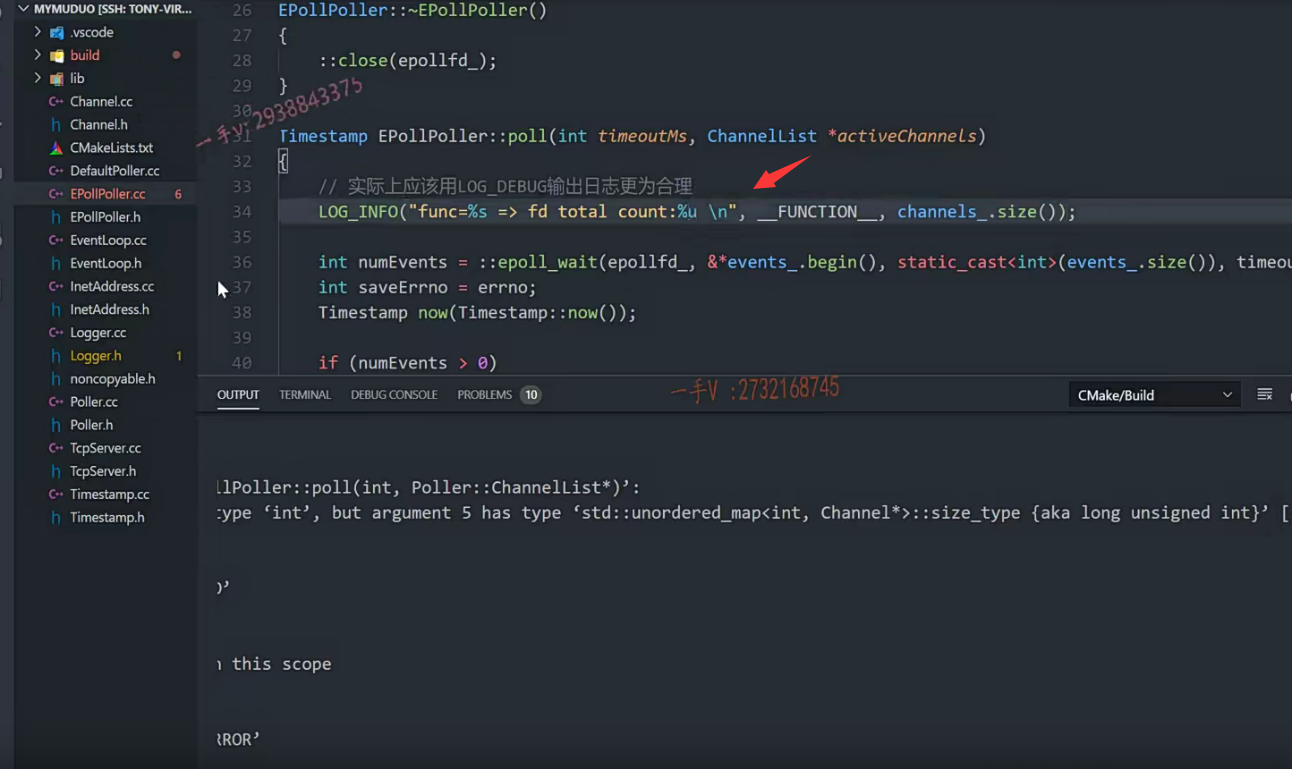 MYMUDUO [SSH: TONY-VIR...
.vscode
build
lib
Channel.cc
Channel.h
CMakeLists.txt
DefaultPoller.cc
EPollPoller.cc 6
EPollPoller.h
EventLoop.cc
EventLoop.h
InetAddress.cc
InetAddress.h
Logger.cc
Logger.h 1
noncopyable.h
Poller.cc
Poller.h
TcpServer.cc
TcpServer.h
Timestamp.cc
Timestamp.h
26 EPollPoller::~EPollPoller()
27 {
28 ::close(epollfd_);
29 }
30
一手V: 2938843375
31 Timestamp EPollPoller::poll(int timeoutMs, ChannelList *activeChannels)
32 {
33 // 实际上应该用LOG_DEBUG输出日志更为合理
34 LOG_INFO("func=%s => fd total count:%u \n", __FUNCTION__, channels_.size());
35
36 int numEvents = ::epoll_wait(epollfd_, &*events_.begin(), static_cast<int>(events_.size()), timeou
37 int saveErrno = errno;
38 Timestamp now(Timestamp::now());
39
40 if (numEvents > 0)
OUTPUT TERMINAL DEBUG CONSOLE PROBLEMS 10 CMake/Build
一手V :2732168745
llPoller::poll(int, Poller::ChannelList*)’:
type ‘int’, but argument 5 has type ‘std::unordered_map<int, Channel*>::size_type {aka long unsigned int}’ [
’
n this scope
RROR’